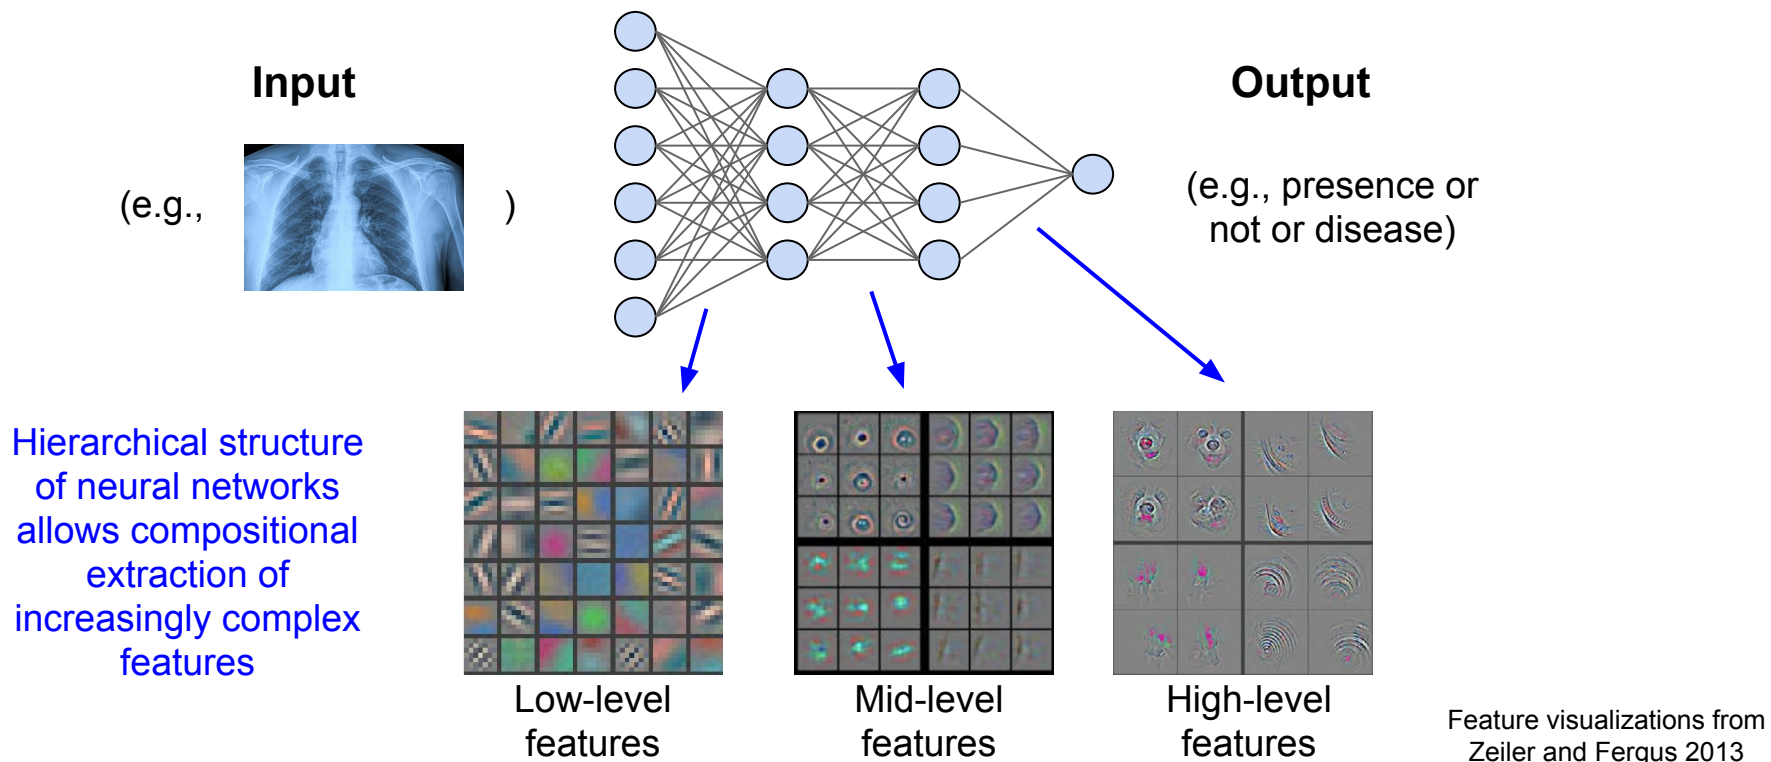 Input
Output
(e.g.,
)
(e.g., presence or
not or disease)
Hierarchical structure
of neural networks
allows compositional
extraction of
increasingly complex
features
Low-level
features
Mid-level
features
High-level
features
Feature visualizations from
Zeiler and Fergus 2013